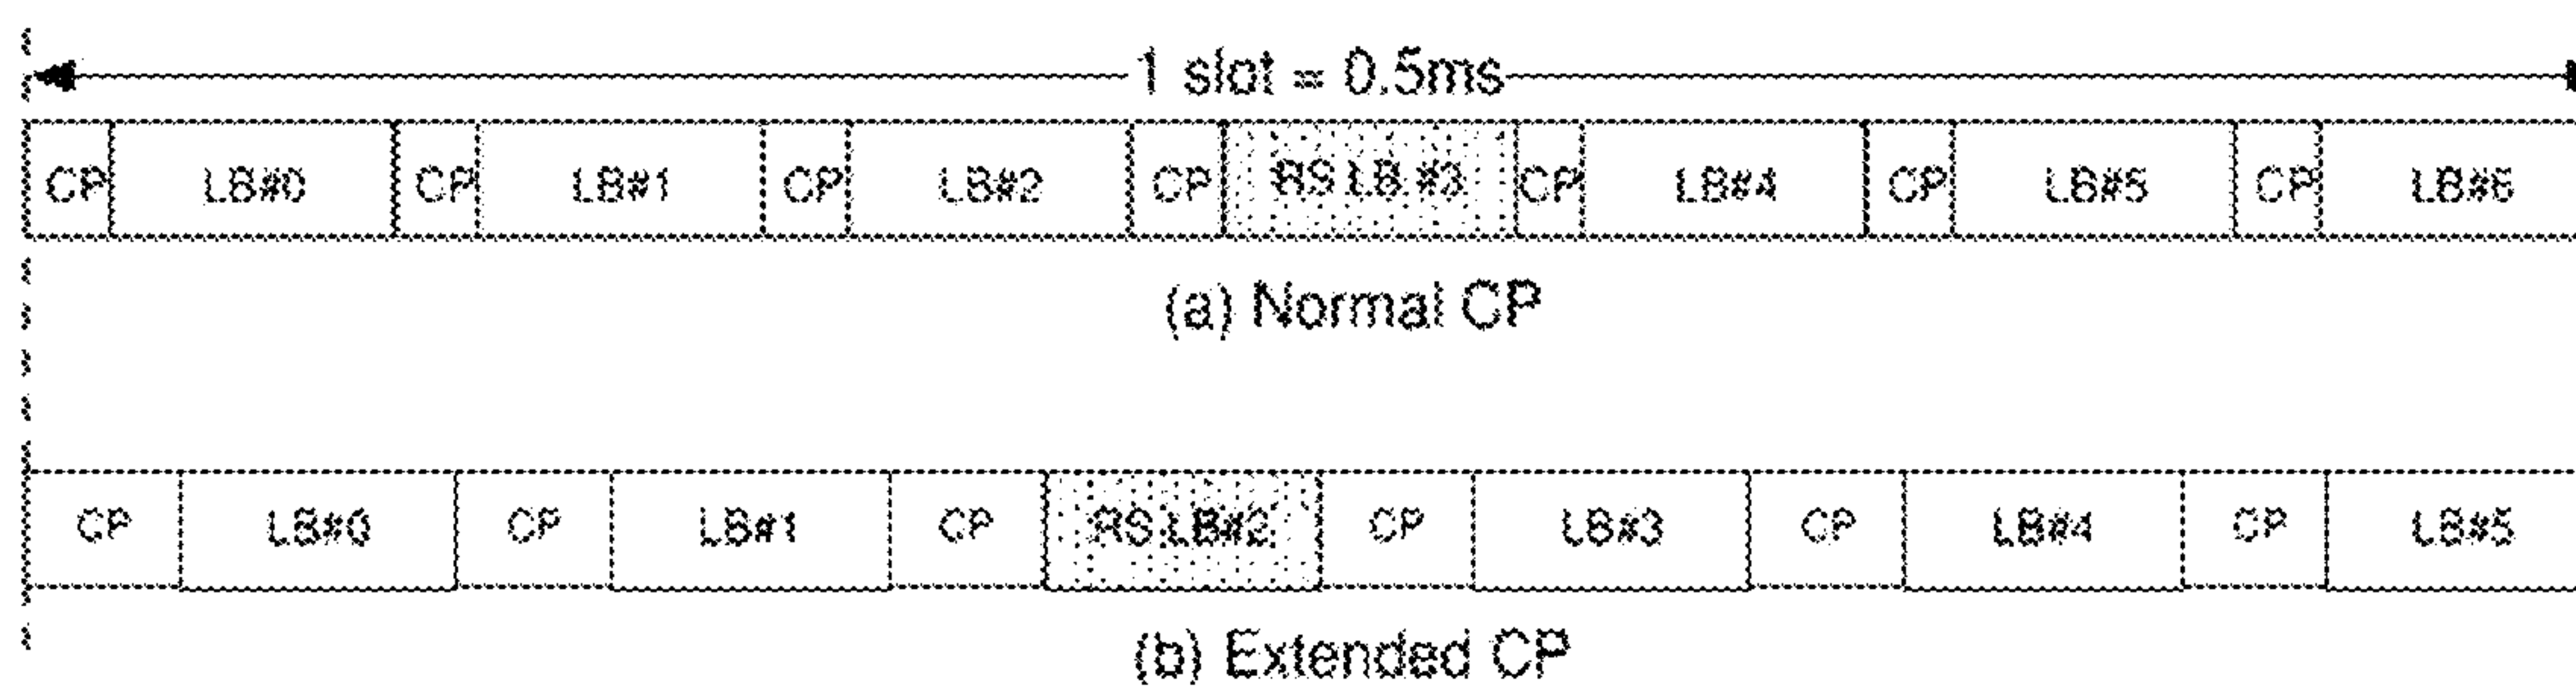 1 slot = 0.5ms
CP LB#0 CP LB#1 CP LB#2 CP RS LB #3 CP LB#4 CP LB#5 CP LB#6
(a) Normal CP
CP LB#0 CP LB#1 CP RS LB#2 CP LB#3 CP LB#4 CP LB#5
(b) Extended CP